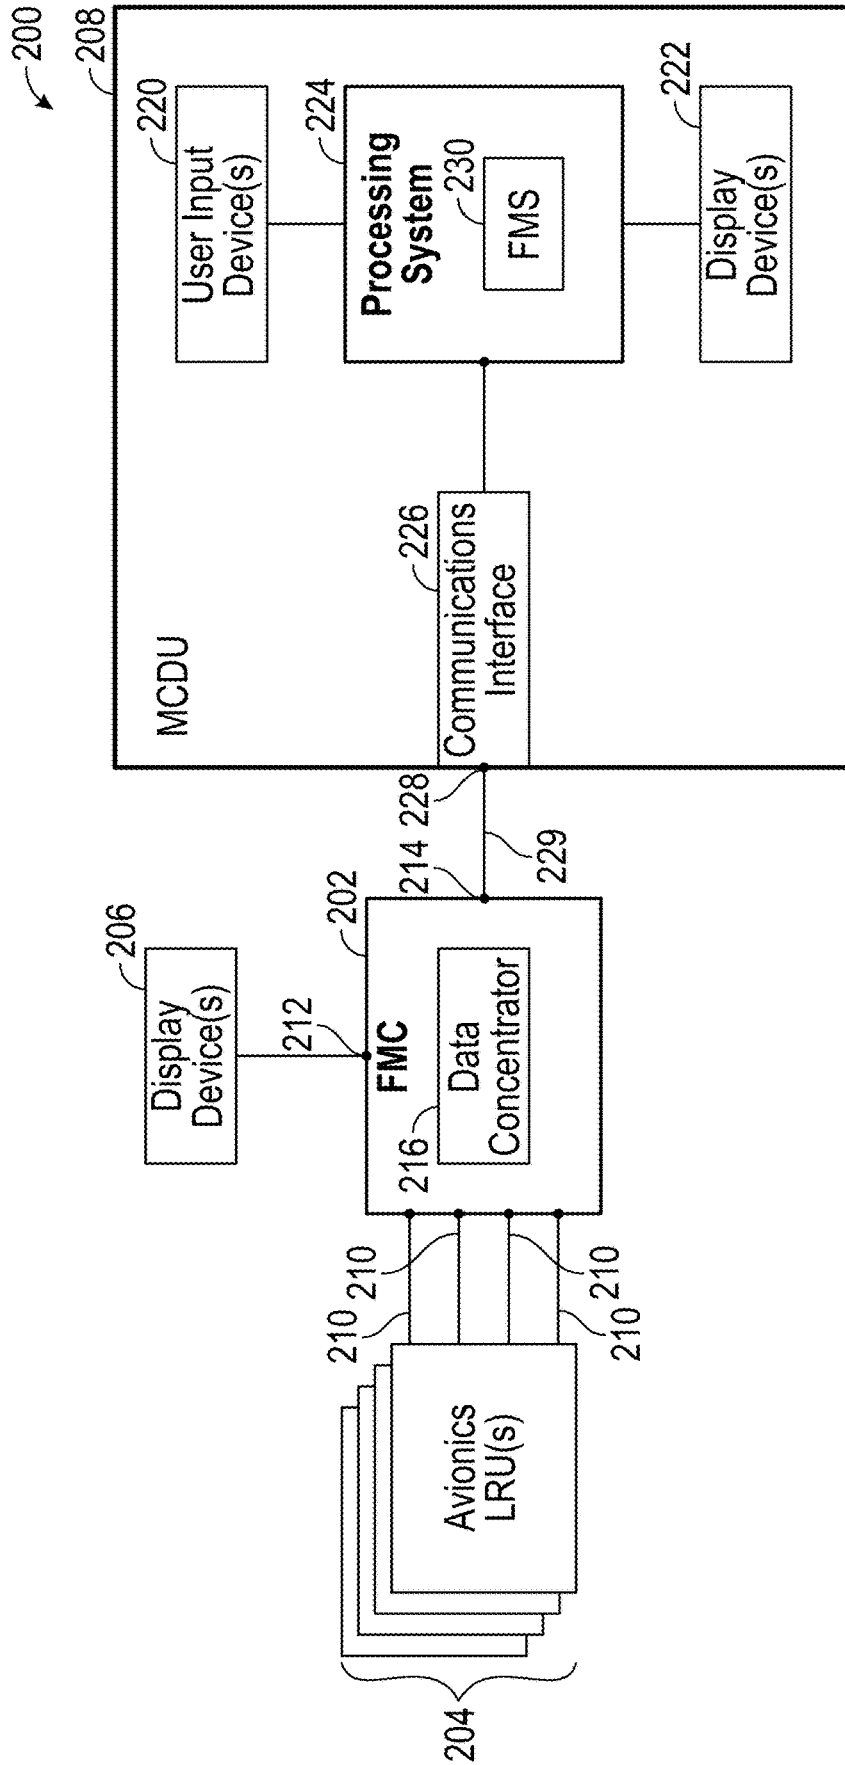 200
208
220
User Input
Device(s)
224
Processing
System
230
FMS
222
Display
Device(s)
MCDU
226
Communications
Interface
228
229
214
206
Display
Device(s)
212
202
FMC
216
Data
Concentrator
210
210
210
210
Avionics
LRU(s)
204